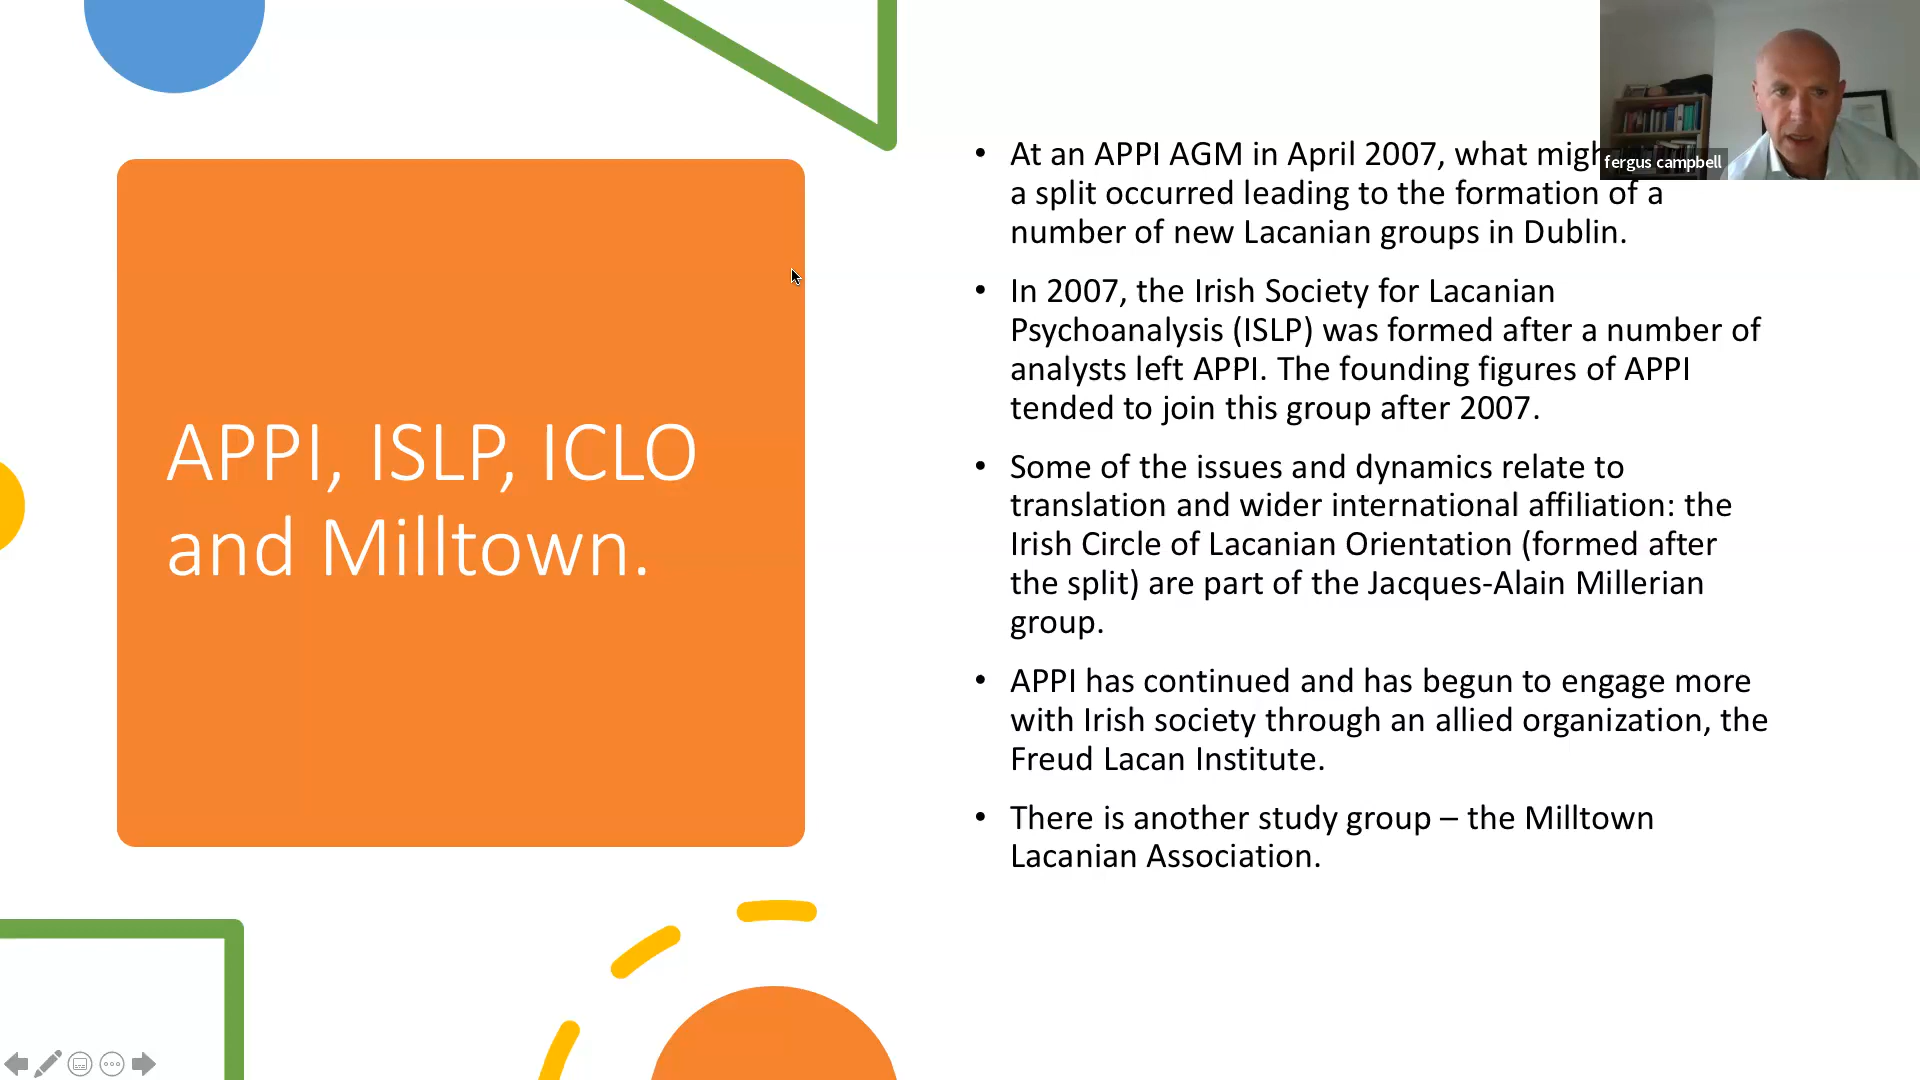 APPI, ISLP, ICLO
and Milltown.
• At an APPI AGM in April 2007, what
a split occurred leading to the formation of a
number of new Lacanian groups in Dublin.
• In 2007, the Irish Society for Lacanian
Psychoanalysis (ISLP) was formed after a number of
analysts left APPI. The founding figures of APPI
tended to join this group after 2007.
• Some of the issues and dynamics relate to
translation and wider international affiliation: the
Irish Circle of Lacanian Orientation (formed after
the split) are part of the Jacques-Alain Millerian
group.
• APPI has continued and has begun to engage more
with Irish society through an allied organization, the
Freud Lacan Institute.
• There is another study group – the Milltown
Lacanian Association.
fergus campbell